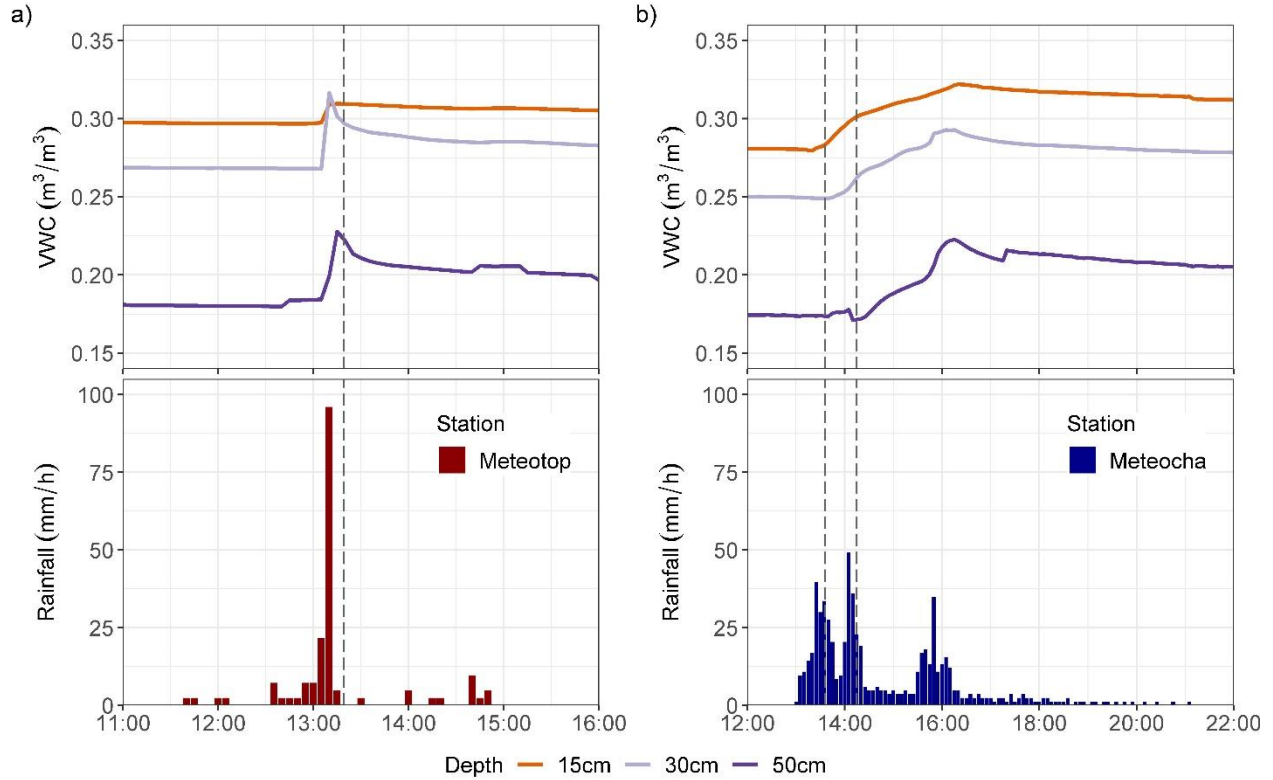 a)
b)
0.35
0.30
0.25
0.20
0.15
VWC (m³/m³)
0.35
0.30
0.25
0.20
0.15
VWC (m³/m³)
100
75
50
25
0
Rainfall (mm/h)
Station
Meteotop
11:00 12:00 13:00 14:00 15:00 16:00
100
75
50
25
0
Rainfall (mm/h)
Station
Meteocha
12:00 14:00 16:00 18:00 20:00 22:00
Depth 15cm 30cm 50cm